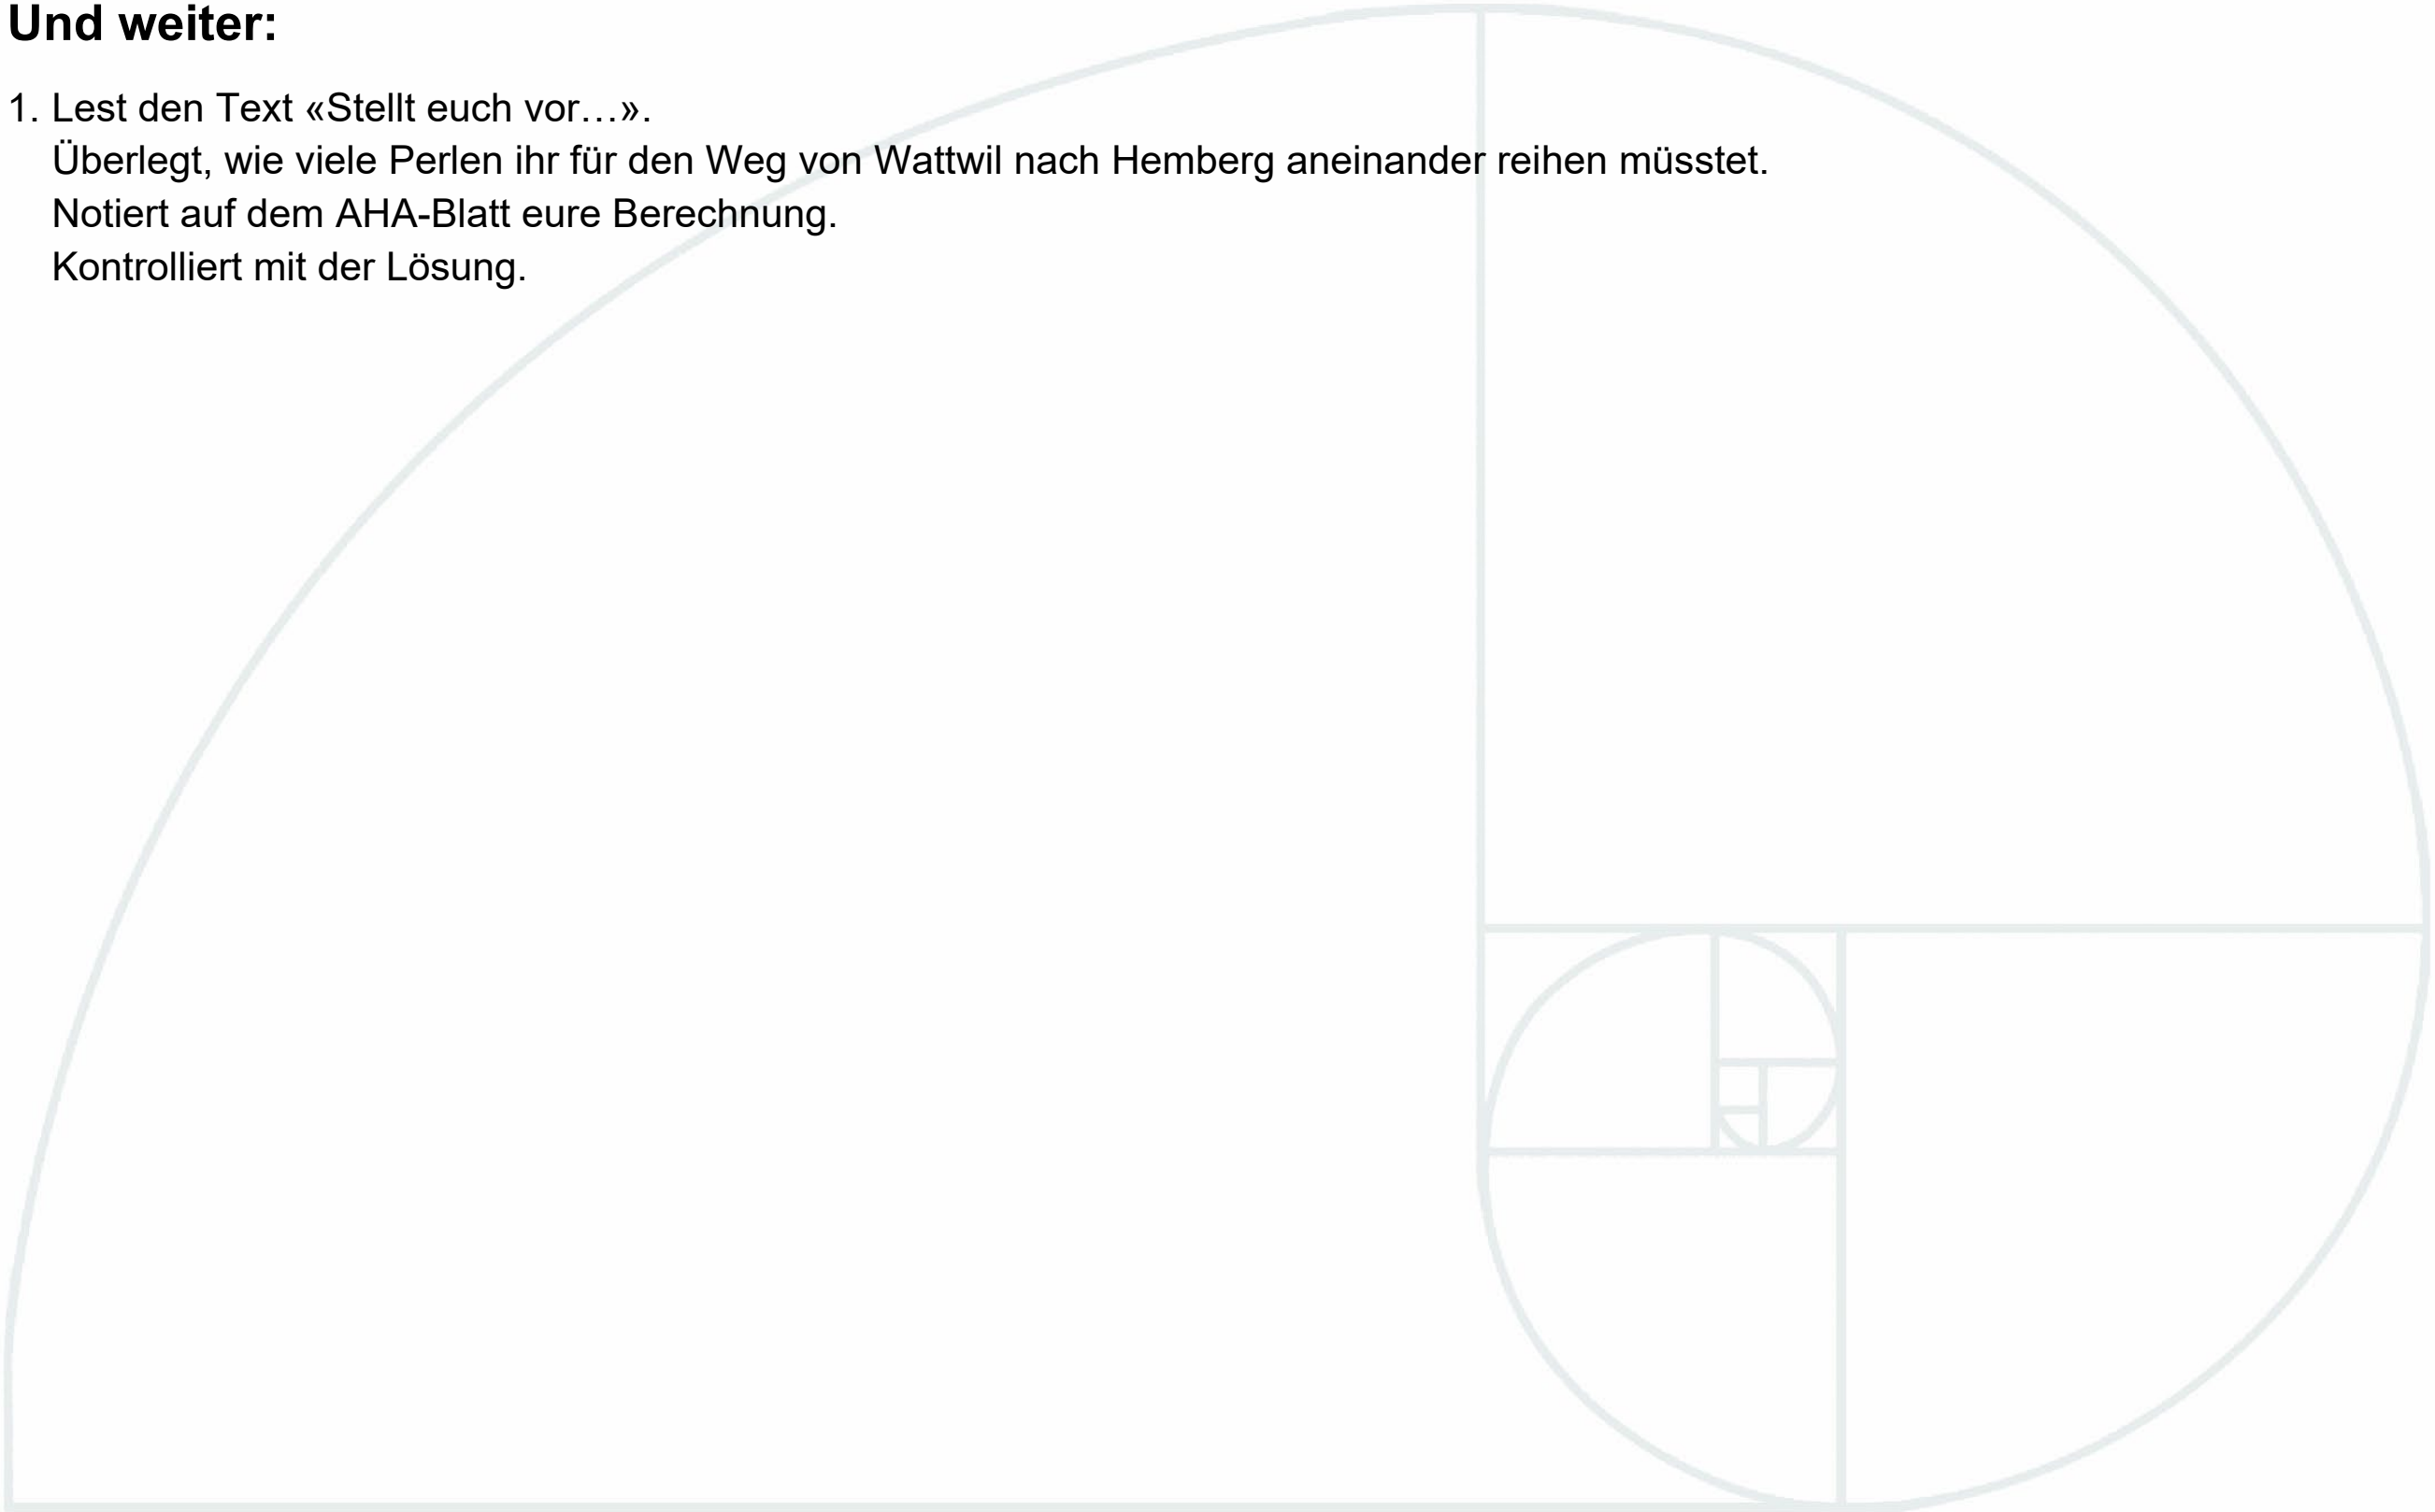 Und weiter:
1. Lest den Text «Stellt euch vor…».
Überlegt, wie viele Perlen ihr für den Weg von Wattwil nach Hemberg aneinander reihen müsstet.
Notiert auf dem AHA-Blatt eure Berechnung.
Kontrolliert mit der Lösung.